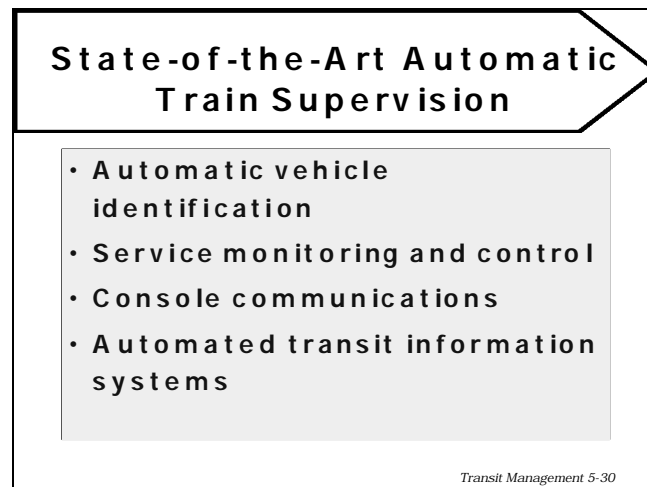 State-of-the-Art Automatic
Train Supervision
• Automatic vehicle
identification
• Service monitoring and control
• Console communications
• Automated transit information
systems
Transit Management 5-30